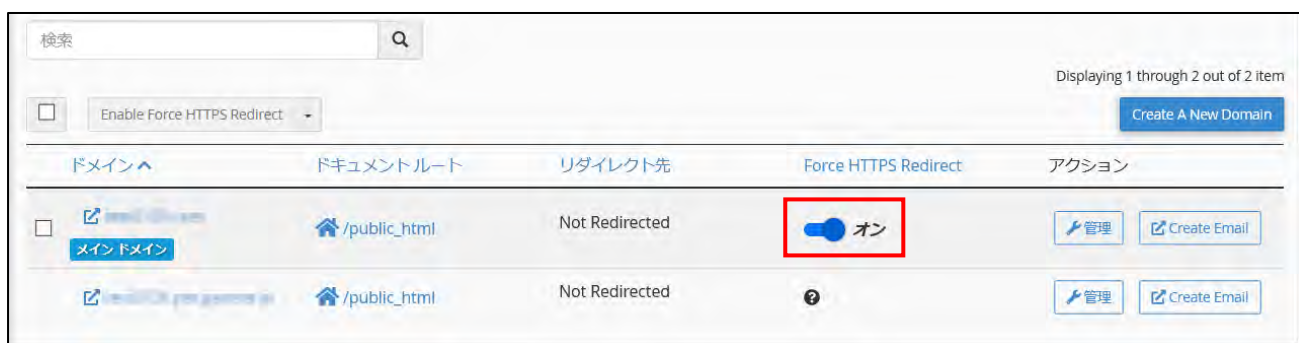 検索
Displaying 1 through 2 out of 2 item
Enable Force HTTPS Redirect
Create A New Domain
ドメイン ドキュメントルート リダイレクト先 Force HTTPS Redirect アクション
/public_html Not Redirected オン 管理 Create Email
メインドメイン
/public_html Not Redirected 管理 Create Email